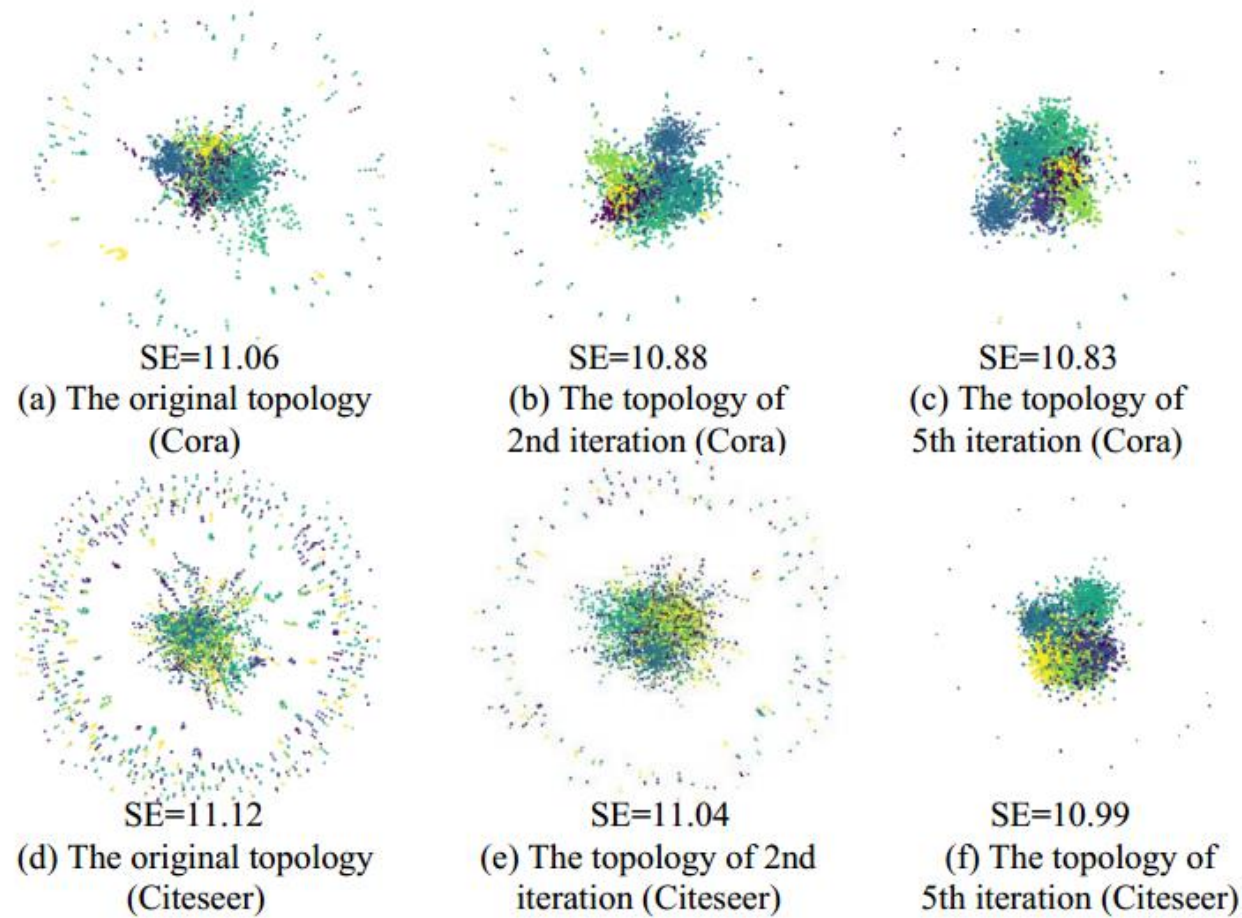 SE=11.06
(a) The original topology
(Cora)
SE=10.88
(b) The topology of
2nd iteration (Cora)
SE=10.83
(c) The topology of
5th iteration (Cora)
SE=11.12
(d) The original topology
(Citeseer)
SE=11.04
(e) The topology of 2nd
iteration (Citeseer)
SE=10.99
(f) The topology of
5th iteration (Citeseer)